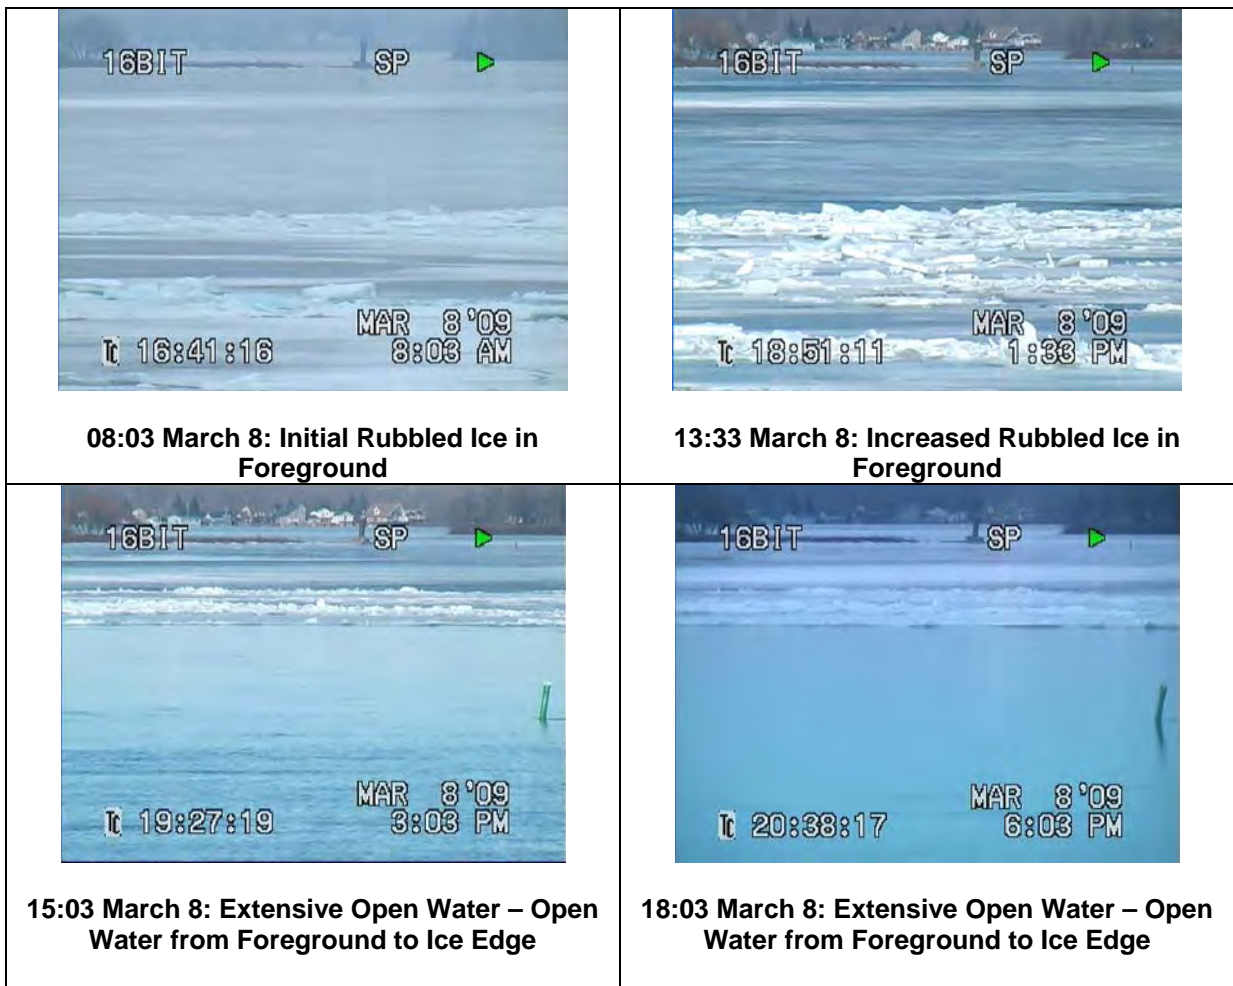 16BIT SP
MAR 8 '09
Tc 16:41:16 8:03 AM
08:03 March 8: Initial Rubbled Ice in
Foreground
16BIT SP
MAR 8 '09
Tc 18:51:11 1:33 PM
13:33 March 8: Increased Rubbled Ice in
Foreground
16BIT SP
MAR 8 '09
Tc 19:27:19 3:03 PM
15:03 March 8: Extensive Open Water – Open
Water from Foreground to Ice Edge
16BIT SP
MAR 8 '09
Tc 20:38:17 6:03 PM
18:03 March 8: Extensive Open Water – Open
Water from Foreground to Ice Edge